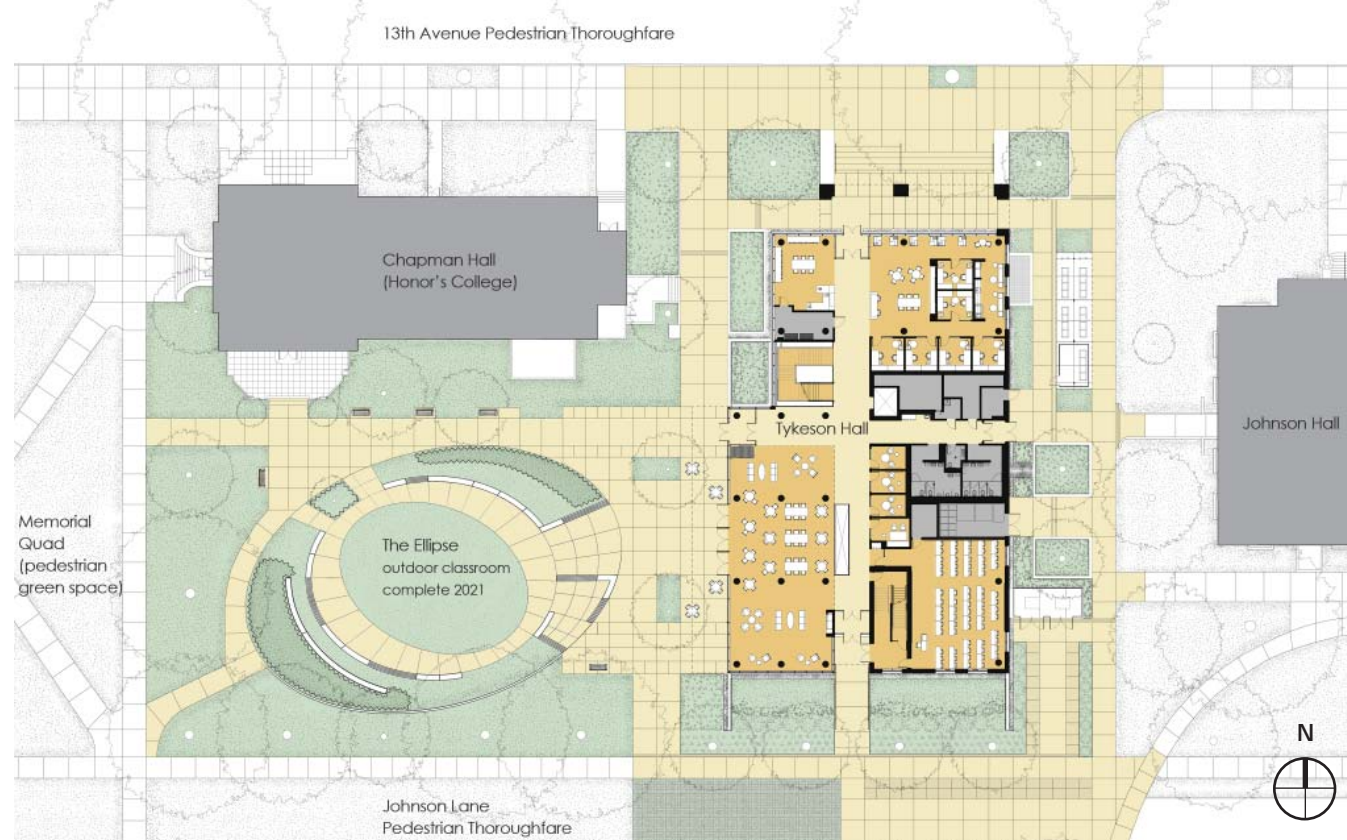 13th Avenue Pedestrian Thoroughfare
Chapman Hall
(Honor's College)
Tykeson Hall
Johnson Hall
Memorial
Quad
(pedestrian
green space)
The Ellipse
outdoor classroom
complete 2021
N
Johnson Lane
Pedestrian Thoroughfare